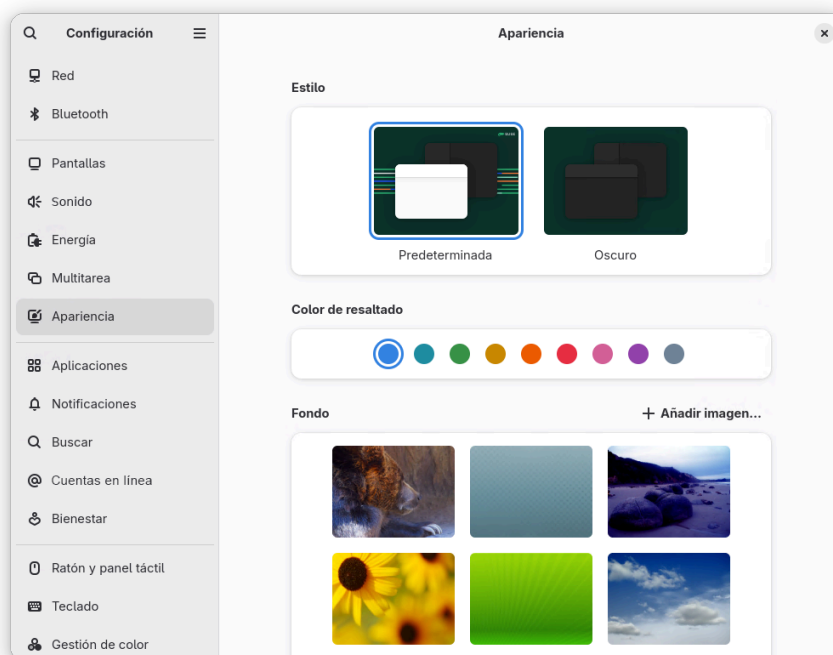 Configuración
Apariencia
Red
Bluetooth
Pantallas
Sonido
Energía
Multitarea
Apariencia
Aplicaciones
Notificaciones
Buscar
Cuentas en línea
Bienestar
Ratón y panel táctil
Teclado
Gestión de color
Estilo
Predeterminada
Oscuro
Color de resaltado
Fondo
+ Añadir imagen...